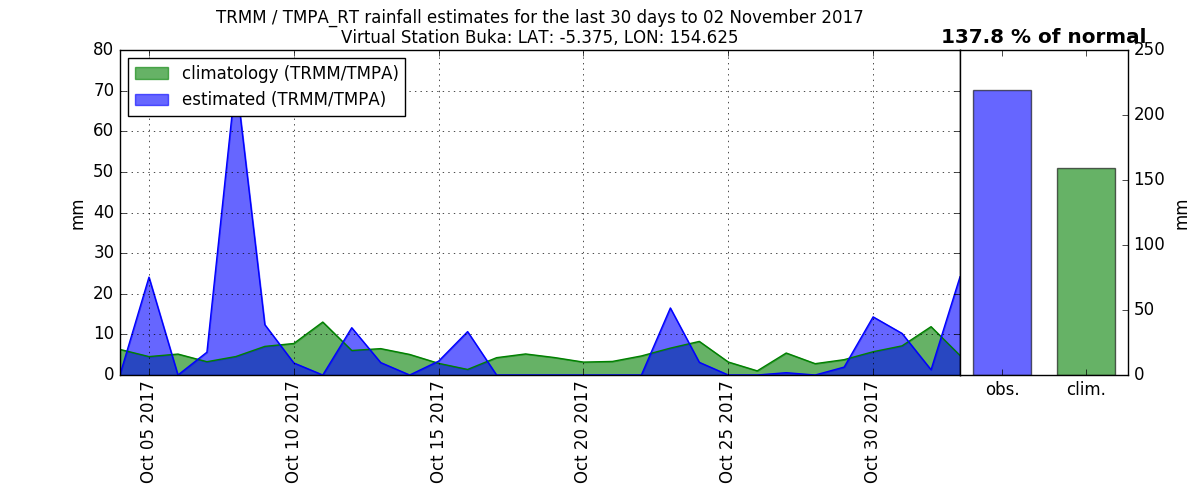 TRMM / TMPA_RT rainfall estimates for the last 30 days to 02 November 2017
Virtual Station Buka: LAT: -5.375, LON: 154.625
137.8 % of normal
climatology (TRMM/TMPA)
estimated (TRMM/TMPA)
80
70
60
50
40
30
20
10
0
mm
Oct 05 2017
Oct 10 2017
Oct 15 2017
Oct 20 2017
Oct 25 2017
Oct 30 2017
obs.
clim.
250
200
150
100
50
0
mm